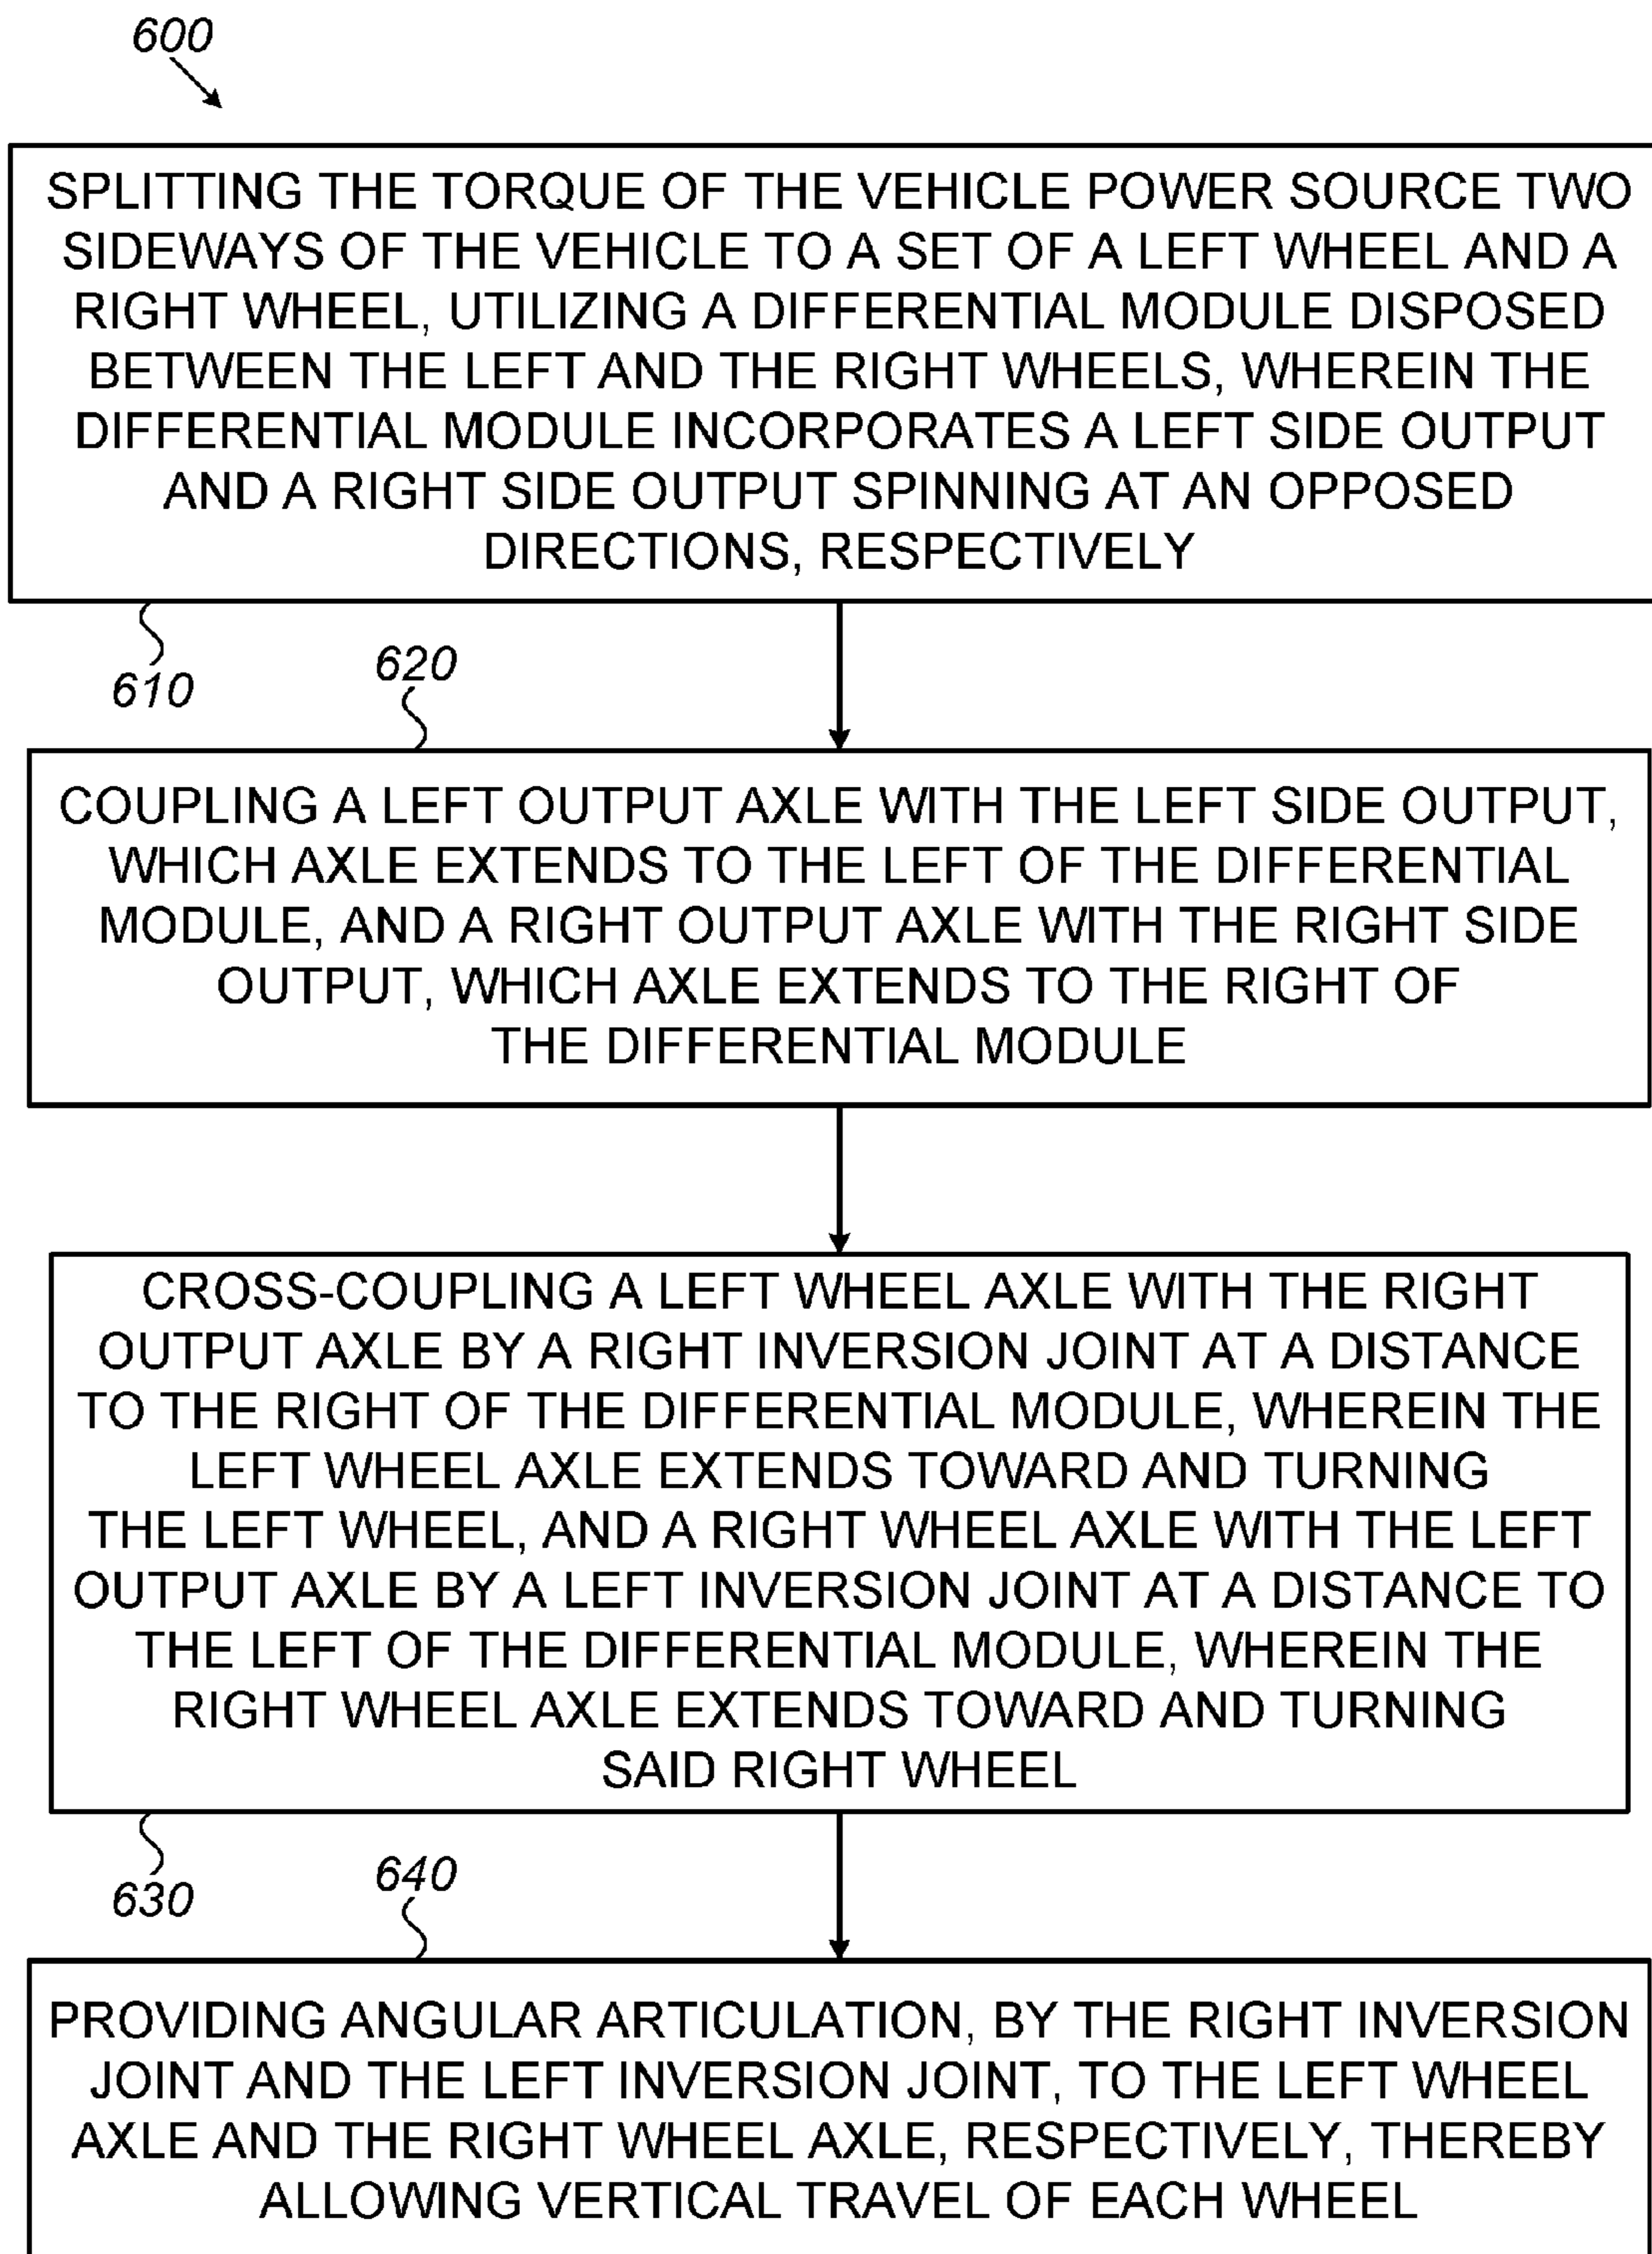 600
SPLITTING THE TORQUE OF THE VEHICLE POWER SOURCE TWO
SIDEWAYS OF THE VEHICLE TO A SET OF A LEFT WHEEL AND A
RIGHT WHEEL, UTILIZING A DIFFERENTIAL MODULE DISPOSED
BETWEEN THE LEFT AND THE RIGHT WHEELS, WHEREIN THE
DIFFERENTIAL MODULE INCORPORATES A LEFT SIDE OUTPUT
AND A RIGHT SIDE OUTPUT SPINNING AT AN OPPOSED
DIRECTIONS, RESPECTIVELY
610
620
COUPLING A LEFT OUTPUT AXLE WITH THE LEFT SIDE OUTPUT,
WHICH AXLE EXTENDS TO THE LEFT OF THE DIFFERENTIAL
MODULE, AND A RIGHT OUTPUT AXLE WITH THE RIGHT SIDE
OUTPUT, WHICH AXLE EXTENDS TO THE RIGHT OF
THE DIFFERENTIAL MODULE
CROSS-COUPLING A LEFT WHEEL AXLE WITH THE RIGHT
OUTPUT AXLE BY A RIGHT INVERSION JOINT AT A DISTANCE
TO THE RIGHT OF THE DIFFERENTIAL MODULE, WHEREIN THE
LEFT WHEEL AXLE EXTENDS TOWARD AND TURNING
THE LEFT WHEEL, AND A RIGHT WHEEL AXLE WITH THE LEFT
OUTPUT AXLE BY A LEFT INVERSION JOINT AT A DISTANCE TO
THE LEFT OF THE DIFFERENTIAL MODULE, WHEREIN THE
RIGHT WHEEL AXLE EXTENDS TOWARD AND TURNING
SAID RIGHT WHEEL
630
640
PROVIDING ANGULAR ARTICULATION, BY THE RIGHT INVERSION
JOINT AND THE LEFT INVERSION JOINT, TO THE LEFT WHEEL
AXLE AND THE RIGHT WHEEL AXLE, RESPECTIVELY, THEREBY
ALLOWING VERTICAL TRAVEL OF EACH WHEEL